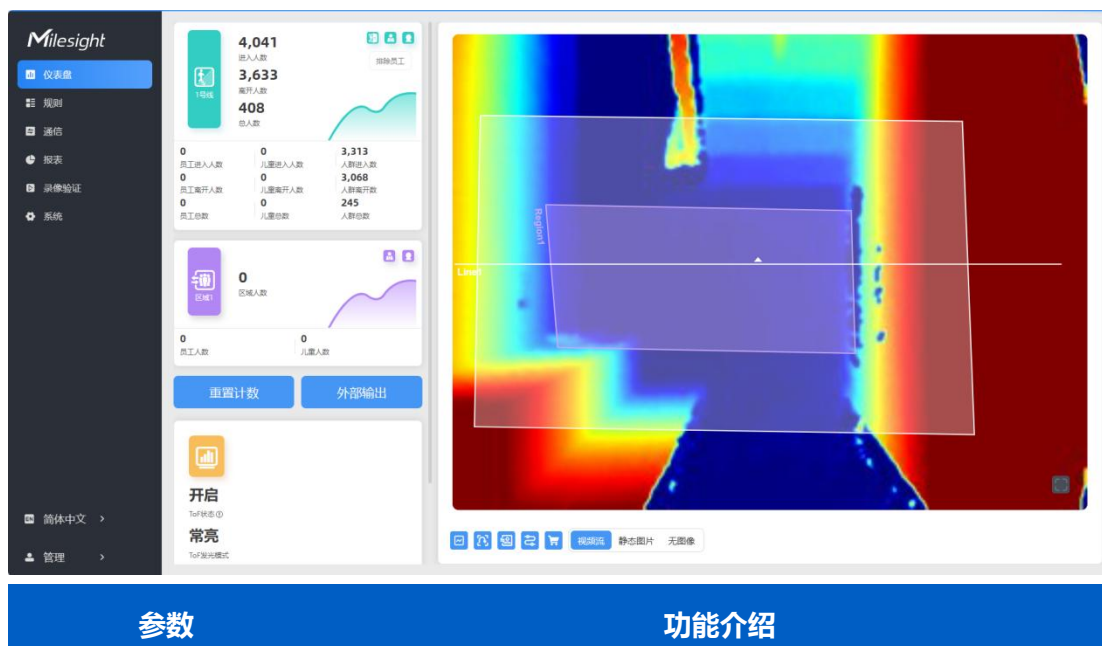 Milesight
仪表盘
规则
通信
报表
录像验证
系统
简体中文
管理
1号线
4,041
进入人数
排除员工
3,633
离开人数
408
总人数
0 0 3,313
员工进入人数 儿童进入人数 人群进入数
0 0 3,068
员工离开人数 儿童离开人数 人群离开数
0 0 245
员工总数 儿童总数 人群总数
区域1
0
区域人数
0 0
员工人数 儿童人数
重置计数 外部输出
开启
ToF状态
常亮
ToF发光模式
Region1
Line1
视频流 静态图片 无图像
参数 功能介绍